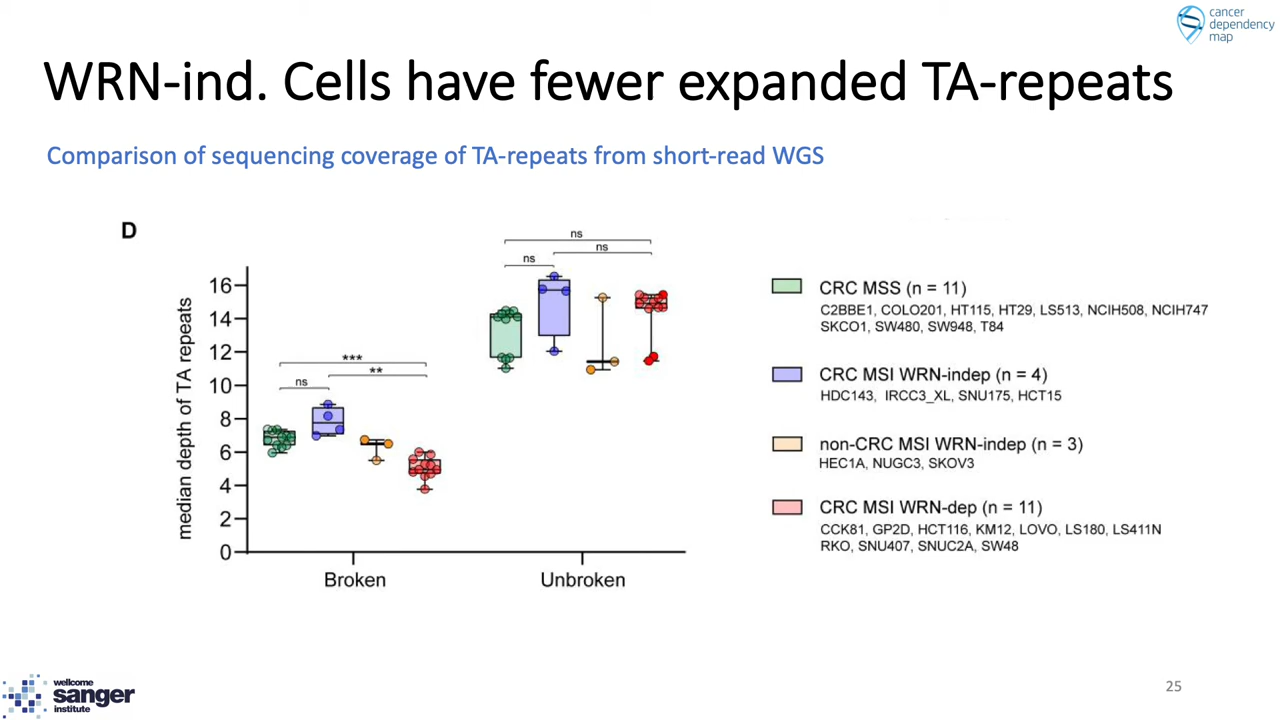 cancer
dependency
map
WRN-ind. Cells have fewer expanded TA-repeats
Comparison of sequencing coverage of TA-repeats from short-read WGS
D
median depth of TA repeats
16
14
12
10
8
6
4
2
0
ns
***
**
ns
ns
ns
Broken
Unbroken
CRC MSS (n = 11)
C2BBE1, COLO201, HT115, HT29, LS513, NCIH508, NCIH747
SKCO1, SW480, SW948, T84
CRC MSI WRN-indep (n = 4)
HDC143, IRCC3_XL, SNU175, HCT15
non-CRC MSI WRN-indep (n = 3)
HEC1A, NUGC3, SKOV3
CRC MSI WRN-dep (n = 11)
CCK81, GP2D, HCT116, KM12, LOVO, LS180, LS411N
RKO, SNU407, SNUC2A, SW48
wellcome
sanger
institute
25